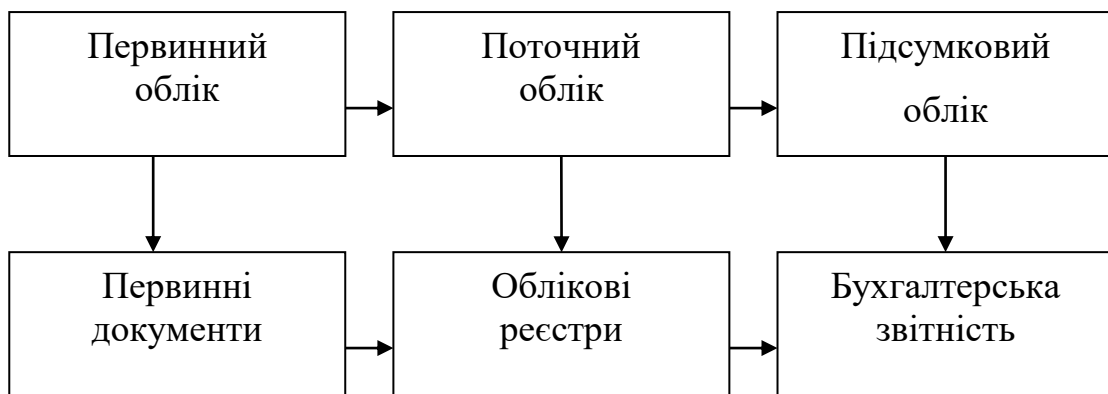 Первинний
облік
Поточний
облік
Підсумковий
облік
Первинні
документи
Облікові
реєстри
Бухгалтерська
звітність